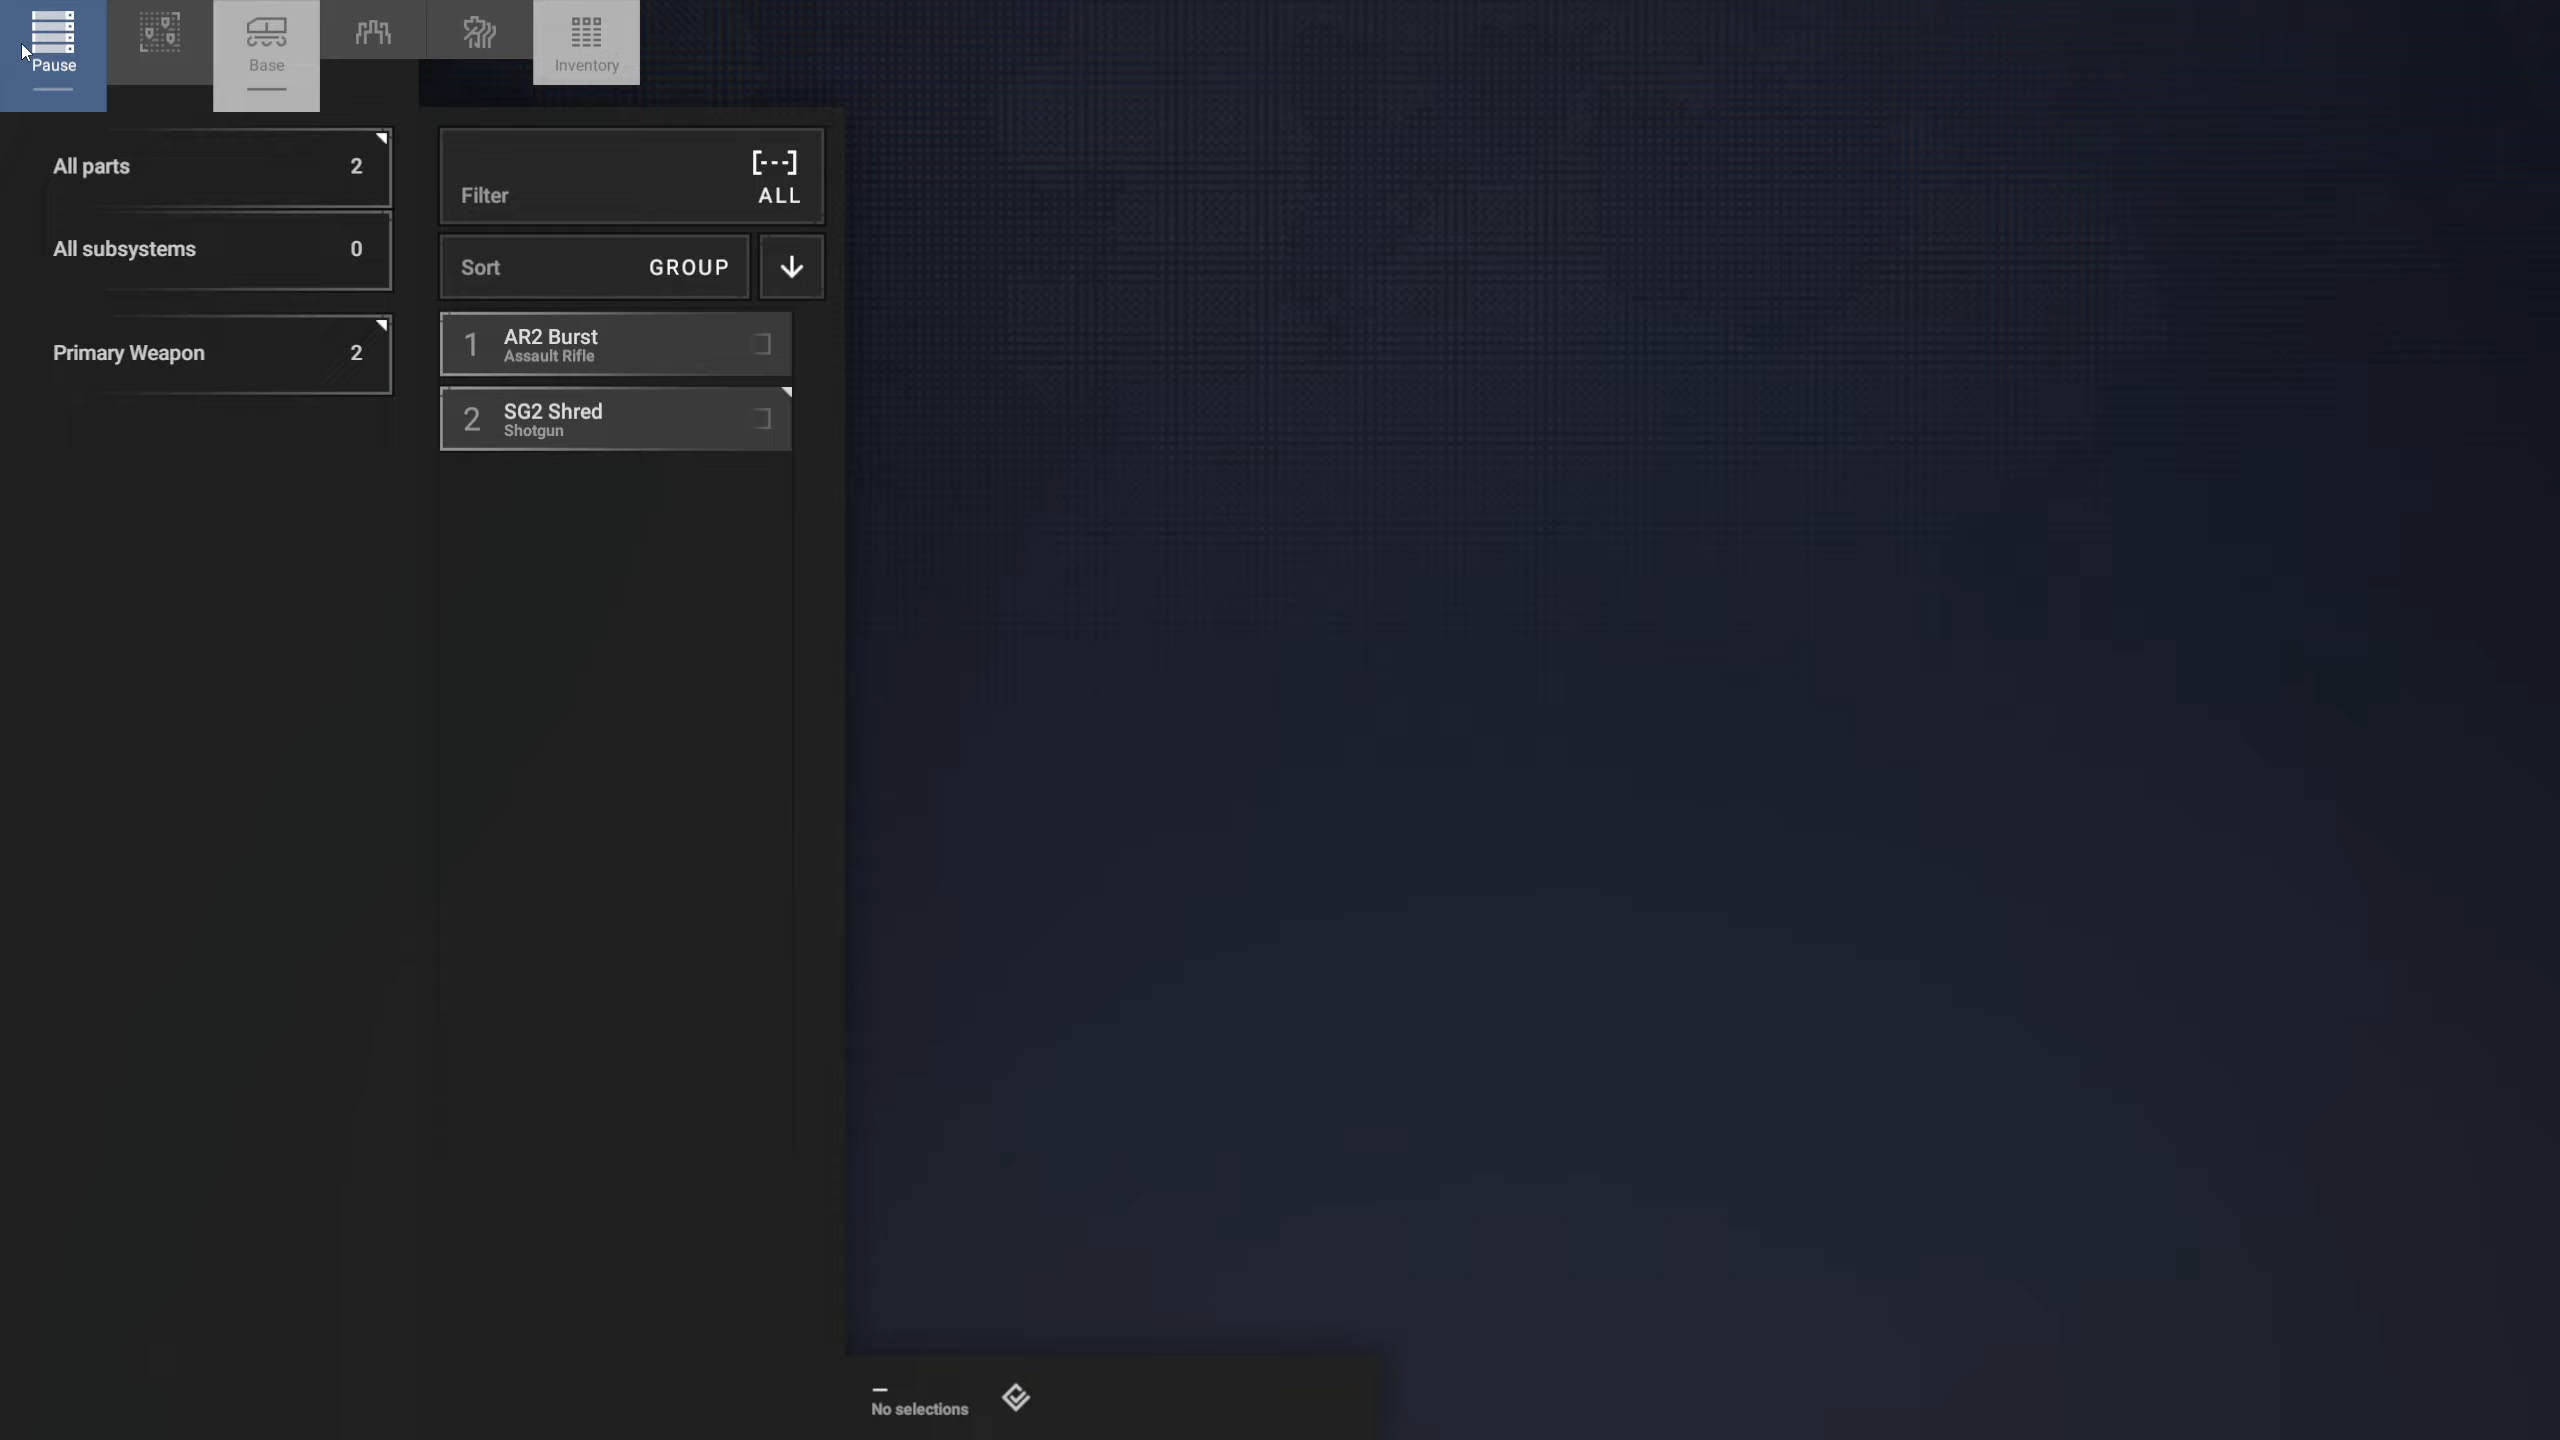 Pause
Base
Inventory
All parts 2
All subsystems 0
Primary Weapon 2
[---]
Filter ALL
Sort GROUP
1 AR2 Burst
Assault Rifle
2 SG2 Shred
Shotgun
No selections